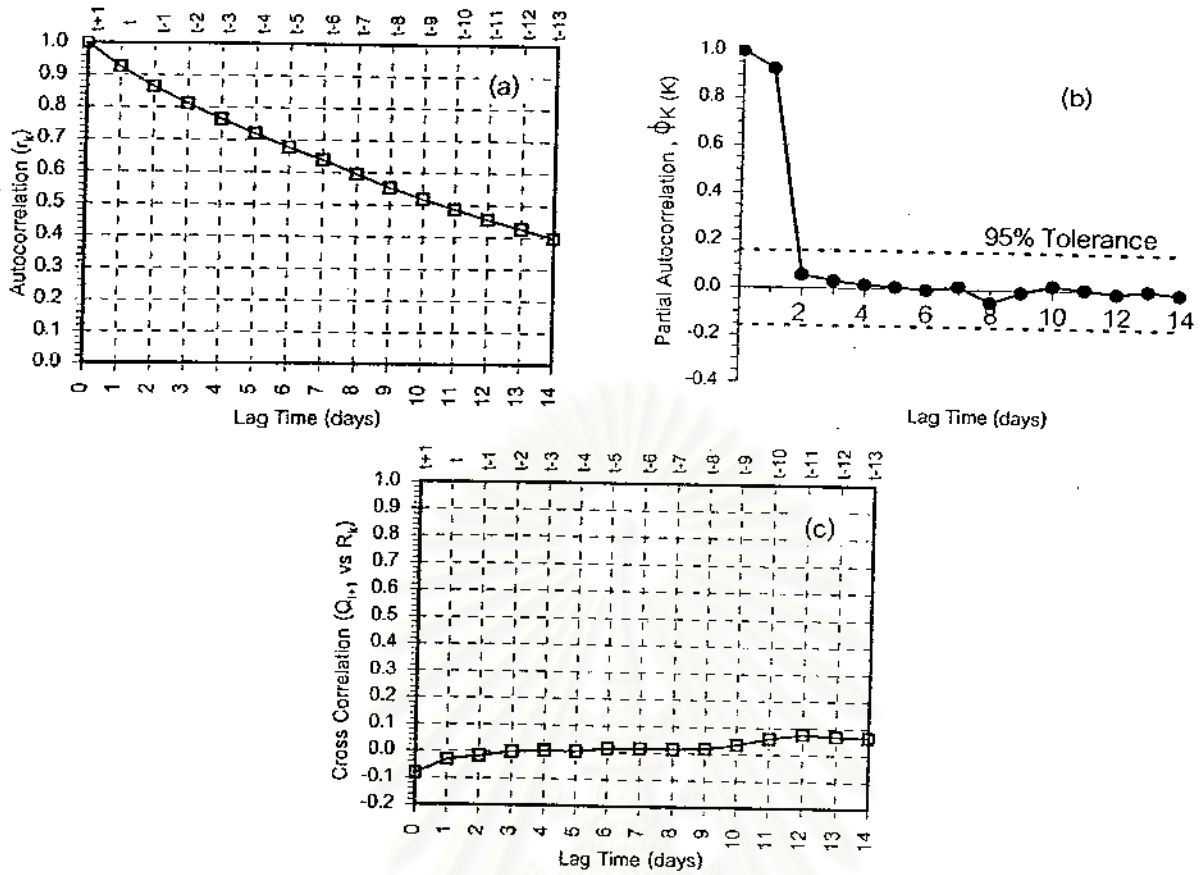 t+1 t t-1 t-2 t-3 t-4 t-5 t-6 t-7 t-8 t-9 t-10 t-11 t-12 t-13
1.0
0.9
0.8
0.7
0.6
0.5
0.4
0.3
0.2
0.1
0.0
Autocorrelation (r
(a)
0 1 2 3 4 5 6 7 8 9 10 11 12 13 14
Lag Time (days)
1.0
0.8
0.6
0.4
0.2
0.0
-0.2
-0.4
Partial Autocorrelation , ϕK (K)
(b)
95% Tolerance
2 4 6 8 10 12 14
Lag Time (days)
t+1 t t-1 t-2 t-3 t-4 t-5 t-6 t-7 t-8 t-9 t-10 t-11 t-12 t-13
1.0
0.9
0.8
0.7
0.6
0.5
0.4
0.3
0.2
0.1
0.0
-0.1
-0.2
Cross Correlation (Qi+1 vs Rk)
(c)
0 1 2 3 4 5 6 7 8 9 10 11 12 13 14
Lag Time (days)